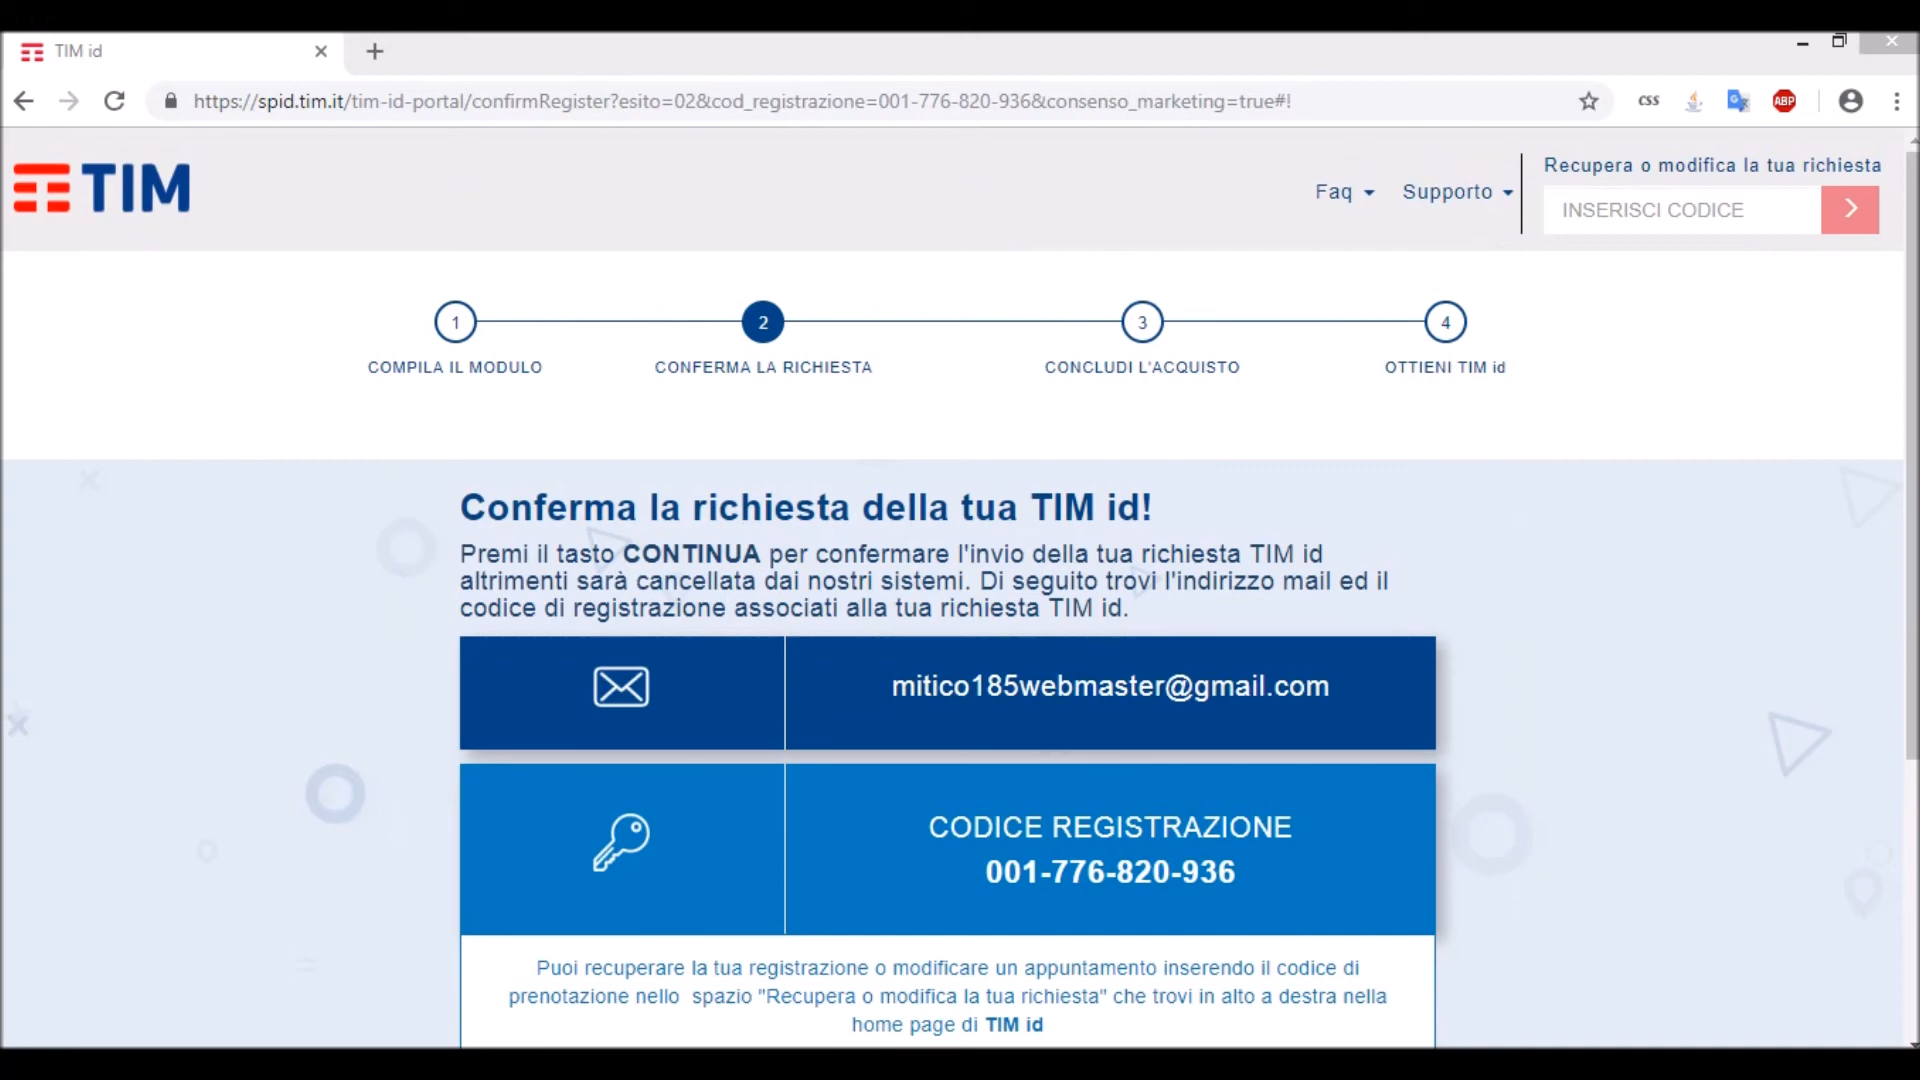 TIM id
https://spid.tim.it/tim-id-portal/confirmRegister?esito=02&cod_registrazione=001-776-820-936&consenso_marketing=true#!
css
ABP
TIM
Faq
Supporto
Recupera o modifica la tua richiesta
INSERISCI CODICE
1
2
3
4
COMPILA IL MODULO
CONFERMA LA RICHIESTA
CONCLUDI L'ACQUISTO
OTTIENI TIM id
Conferma la richiesta della tua TIM id!
Premi il tasto CONTINUA per confermare l'invio della tua richiesta TIM id
altrimenti sarà cancellata dai nostri sistemi. Di seguito trovi l'indirizzo mail ed il
codice di registrazione associati alla tua richiesta TIM id.
mitico185webmaster@gmail.com
CODICE REGISTRAZIONE
001-776-820-936
Puoi recuperare la tua registrazione o modificare un appuntamento inserendo il codice di
prenotazione nello spazio "Recupera o modifica la tua richiesta" che trovi in alto a destra nella
home page di TIM id